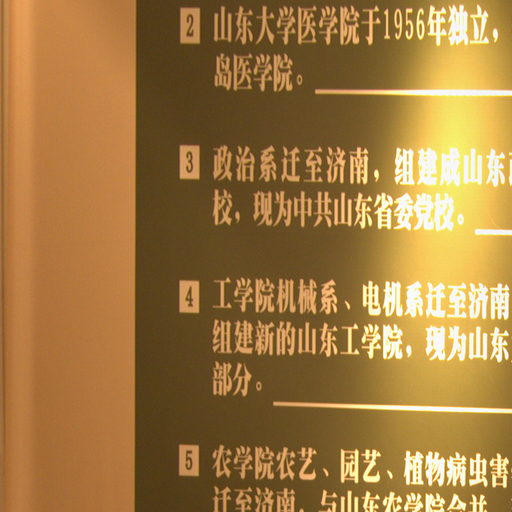 2 山东大学医学院于1956年独立，
岛医学院。
3 政治系迁至济南，组建成山东
校，现为中共山东省委党校。
4 工学院机械系、电机系迁至济南
组建新的山东工学院，现为山东
部分。
5 农学院农艺、园艺、植物病虫害
迁至济南，与山东农学院合并，